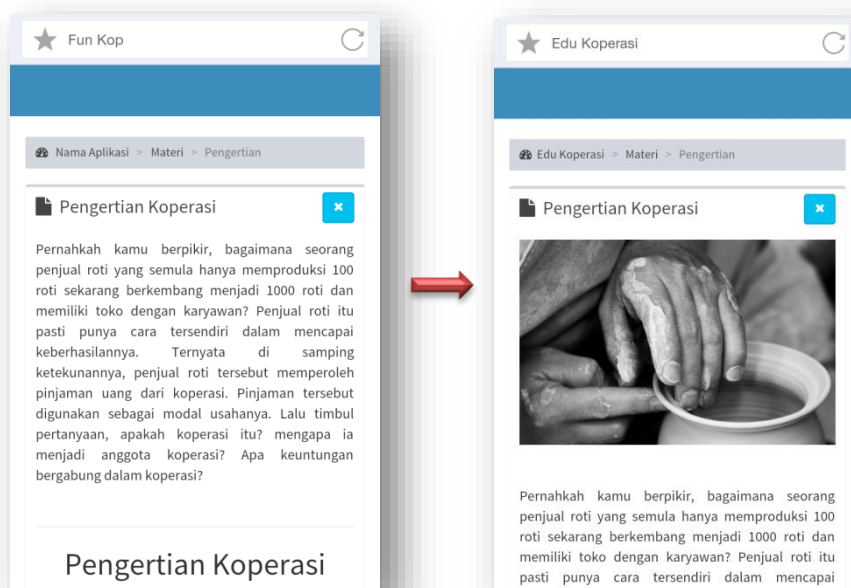 Fun Kop
Nama Aplikasi > Materi > Pengertian
Pengertian Koperasi
Pernahkah kamu berpikir, bagaimana seorang
penjual roti yang semula hanya memproduksi 100
roti sekarang berkembang menjadi 1000 roti dan
memiliki toko dengan karyawan? Penjual roti itu
pasti punya cara tersendiri dalam mencapai
keberhasilannya. Ternyata di samping
ketekunannya, penjual roti tersebut memperoleh
pinjaman uang dari koperasi. Pinjaman tersebut
digunakan sebagai modal usahanya. Lalu timbul
pertanyaan, apakah koperasi itu? mengapa ia
menjadi anggota koperasi? Apa keuntungan
bergabung dalam koperasi?
Pengertian Koperasi
Edu Koperasi
Edu Koperasi > Materi > Pengertian
Pengertian Koperasi
Pernahkah kamu berpikir, bagaimana seorang
penjual roti yang semula hanya memproduksi 100
roti sekarang berkembang menjadi 1000 roti dan
memiliki toko dengan karyawan? Penjual roti itu
pasti punya cara tersendiri dalam mencapai